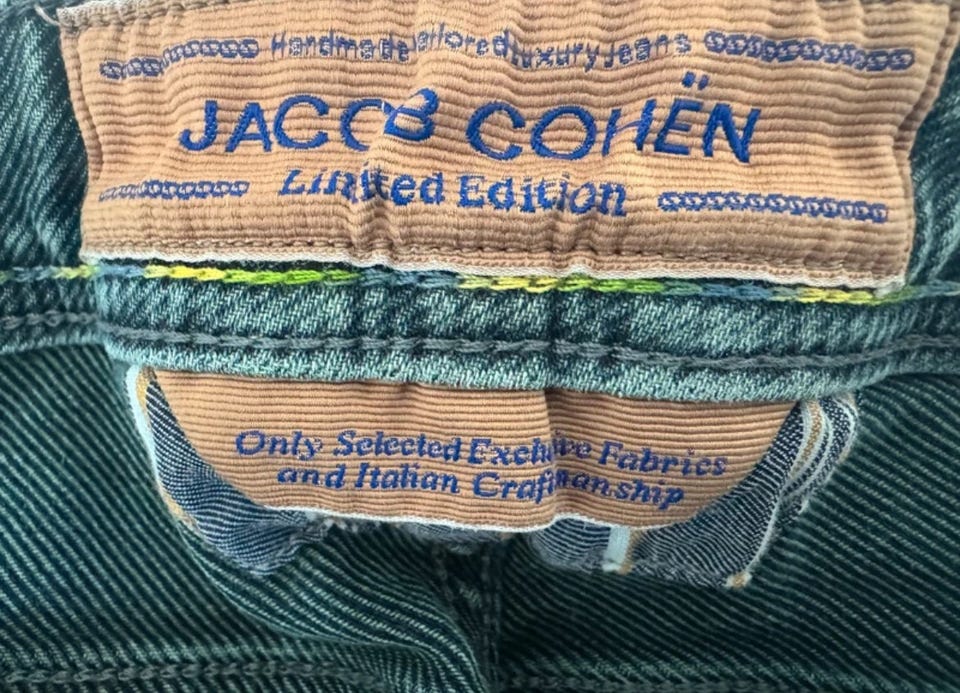 Handmade Tailored Luxury Jeans
JACOB COHËN
Limited Edition
Only Selected Exclusive Fabrics
and Italian Craftmanship